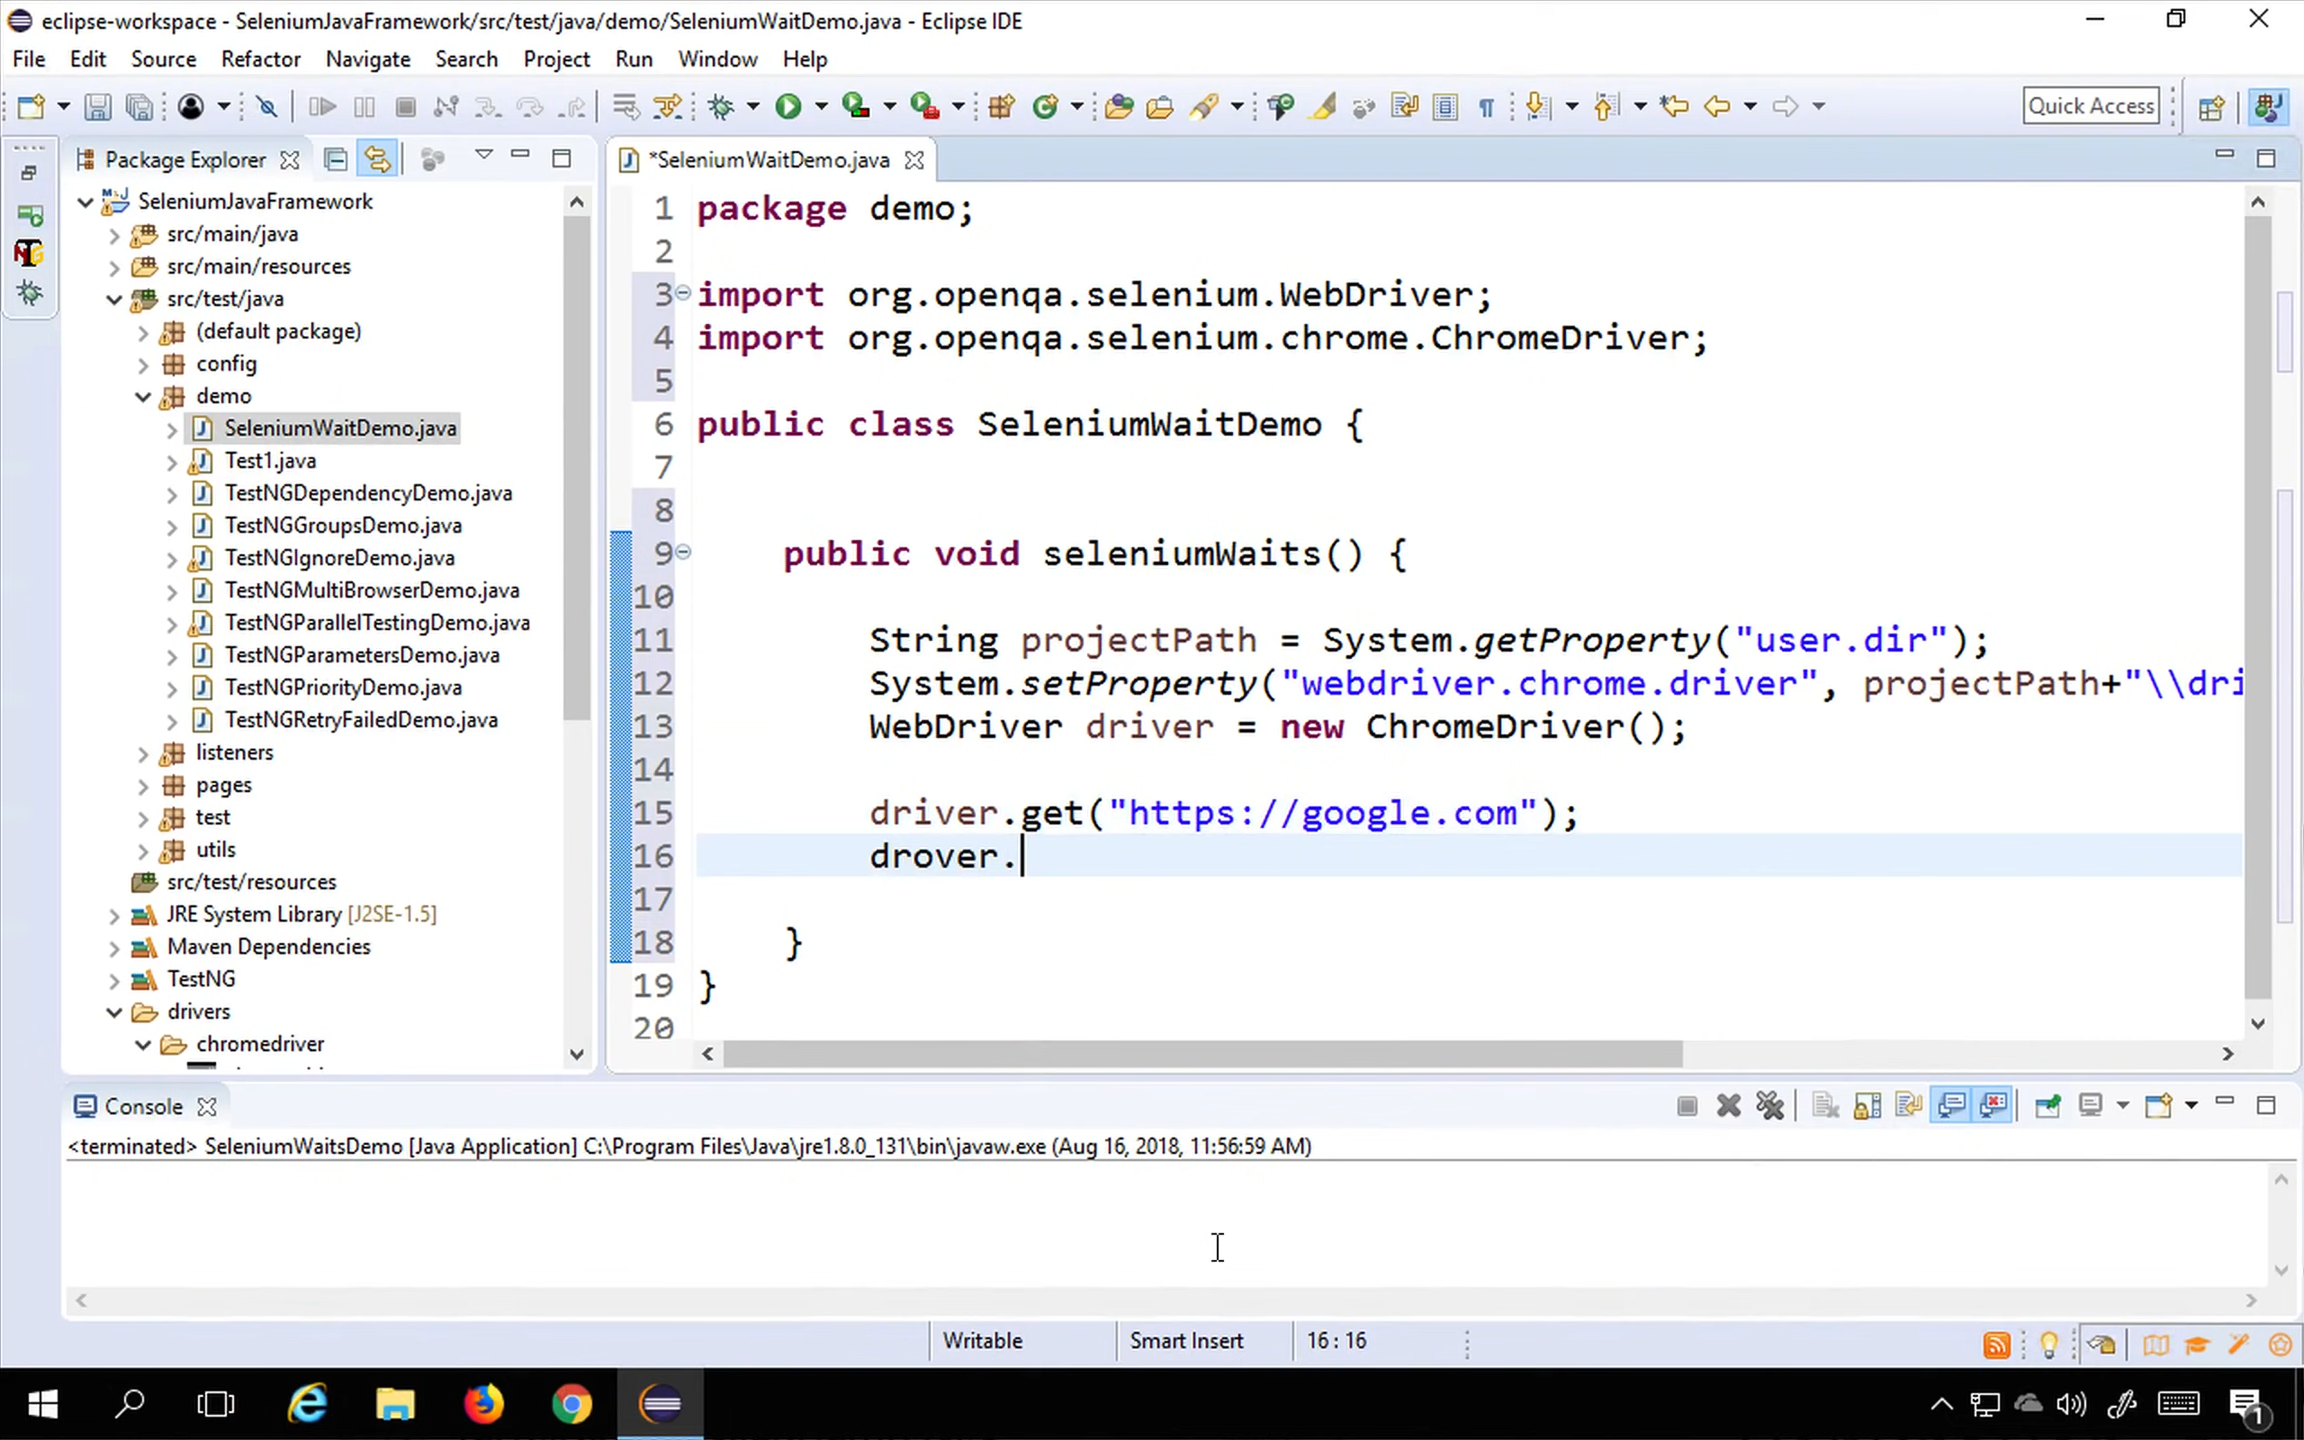 eclipse-workspace - SeleniumJavaFramework/src/test/java/demo/SeleniumWaitDemo.java - Eclipse IDE
File Edit Source Refactor Navigate Search Project Run Window Help
Quick Access
Package Explorer
*SeleniumWaitDemo.java
SeleniumJavaFramework
src/main/java
src/main/resources
src/test/java
(default package)
config
demo
SeleniumWaitDemo.java
Test1.java
TestNGDependencyDemo.java
TestNGGroupsDemo.java
TestNGIgnoreDemo.java
TestNGMultiBrowserDemo.java
TestNGParallelTestingDemo.java
TestNGParametersDemo.java
TestNGPriorityDemo.java
TestNGRetryFailedDemo.java
listeners
pages
test
utils
src/test/resources
JRE System Library [J2SE-1.5]
Maven Dependencies
TestNG
drivers
chromedriver
1 package demo;
2
3 import org.openqa.selenium.WebDriver;
4 import org.openqa.selenium.chrome.ChromeDriver;
5
6 public class SeleniumWaitDemo {
7
8
9 public void seleniumWaits() {
10
11 String projectPath = System.getProperty("user.dir");
12 System.setProperty("webdriver.chrome.driver", projectPath+"\\dri
13 WebDriver driver = new ChromeDriver();
14
15 driver.get("https://google.com");
16 drover.
17
18 }
19 }
20
Console
<terminated> SeleniumWaitsDemo [Java Application] C:\Program Files\Java\jre1.8.0_131\bin\javaw.exe (Aug 16, 2018, 11:56:59 AM)
Writable Smart Insert 16 : 16
1